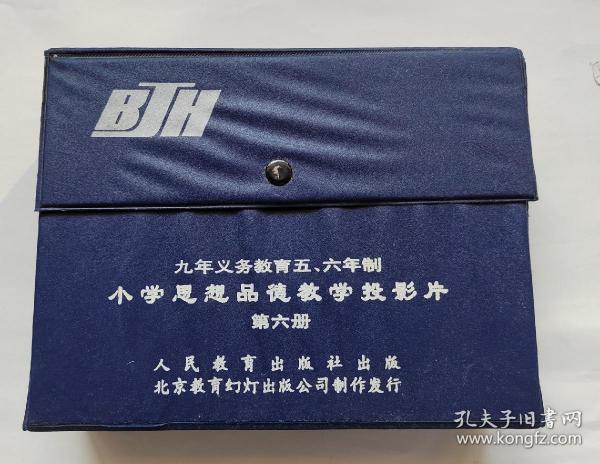 BTH
九年义务教育五、六年制
小学思想品德教学投影片
第六册
人民教育出版社出版
北京教育幻灯出版公司制作发行
孔夫子旧书网
www.kongfz.com